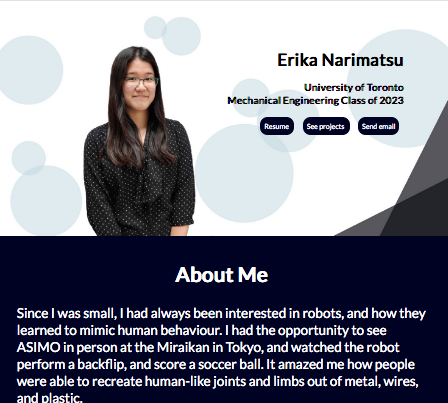 Erika Narimatsu
University of Toronto
Mechanical Engineering Class of 2023
Resume See projects Send email
About Me
Since I was small, I had always been interested in robots, and how they
learned to mimic human behaviour. I had the opportunity to see
ASIMO in person at the Miraikan in Tokyo, and watched the robot
perform a backflip, and score a soccer ball. It amazed me how people
were able to recreate human-like joints and limbs out of metal, wires,
and plastic.